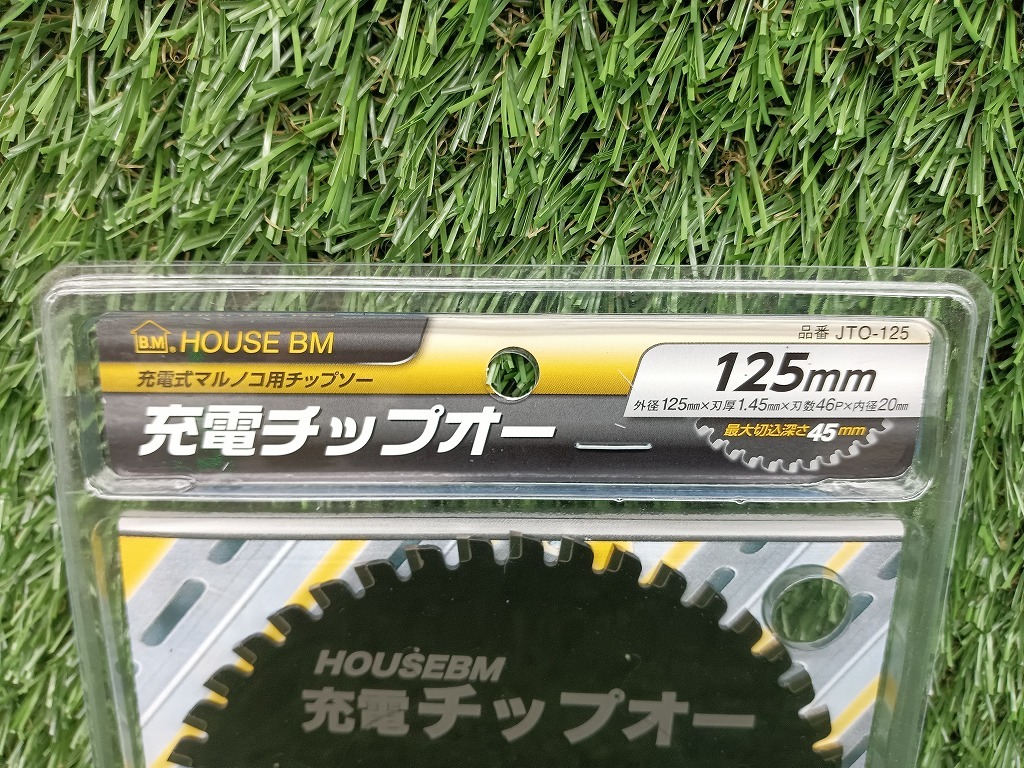 B.M® HOUSE BM
充電式マルノコ用チップソー
充電チップオー
品番 JTO-125
125mm
外径125mm×刃厚1.45mm×刃数46P×内径20mm
最大切込深さ45mm
HOUSEBM
充電チップオー